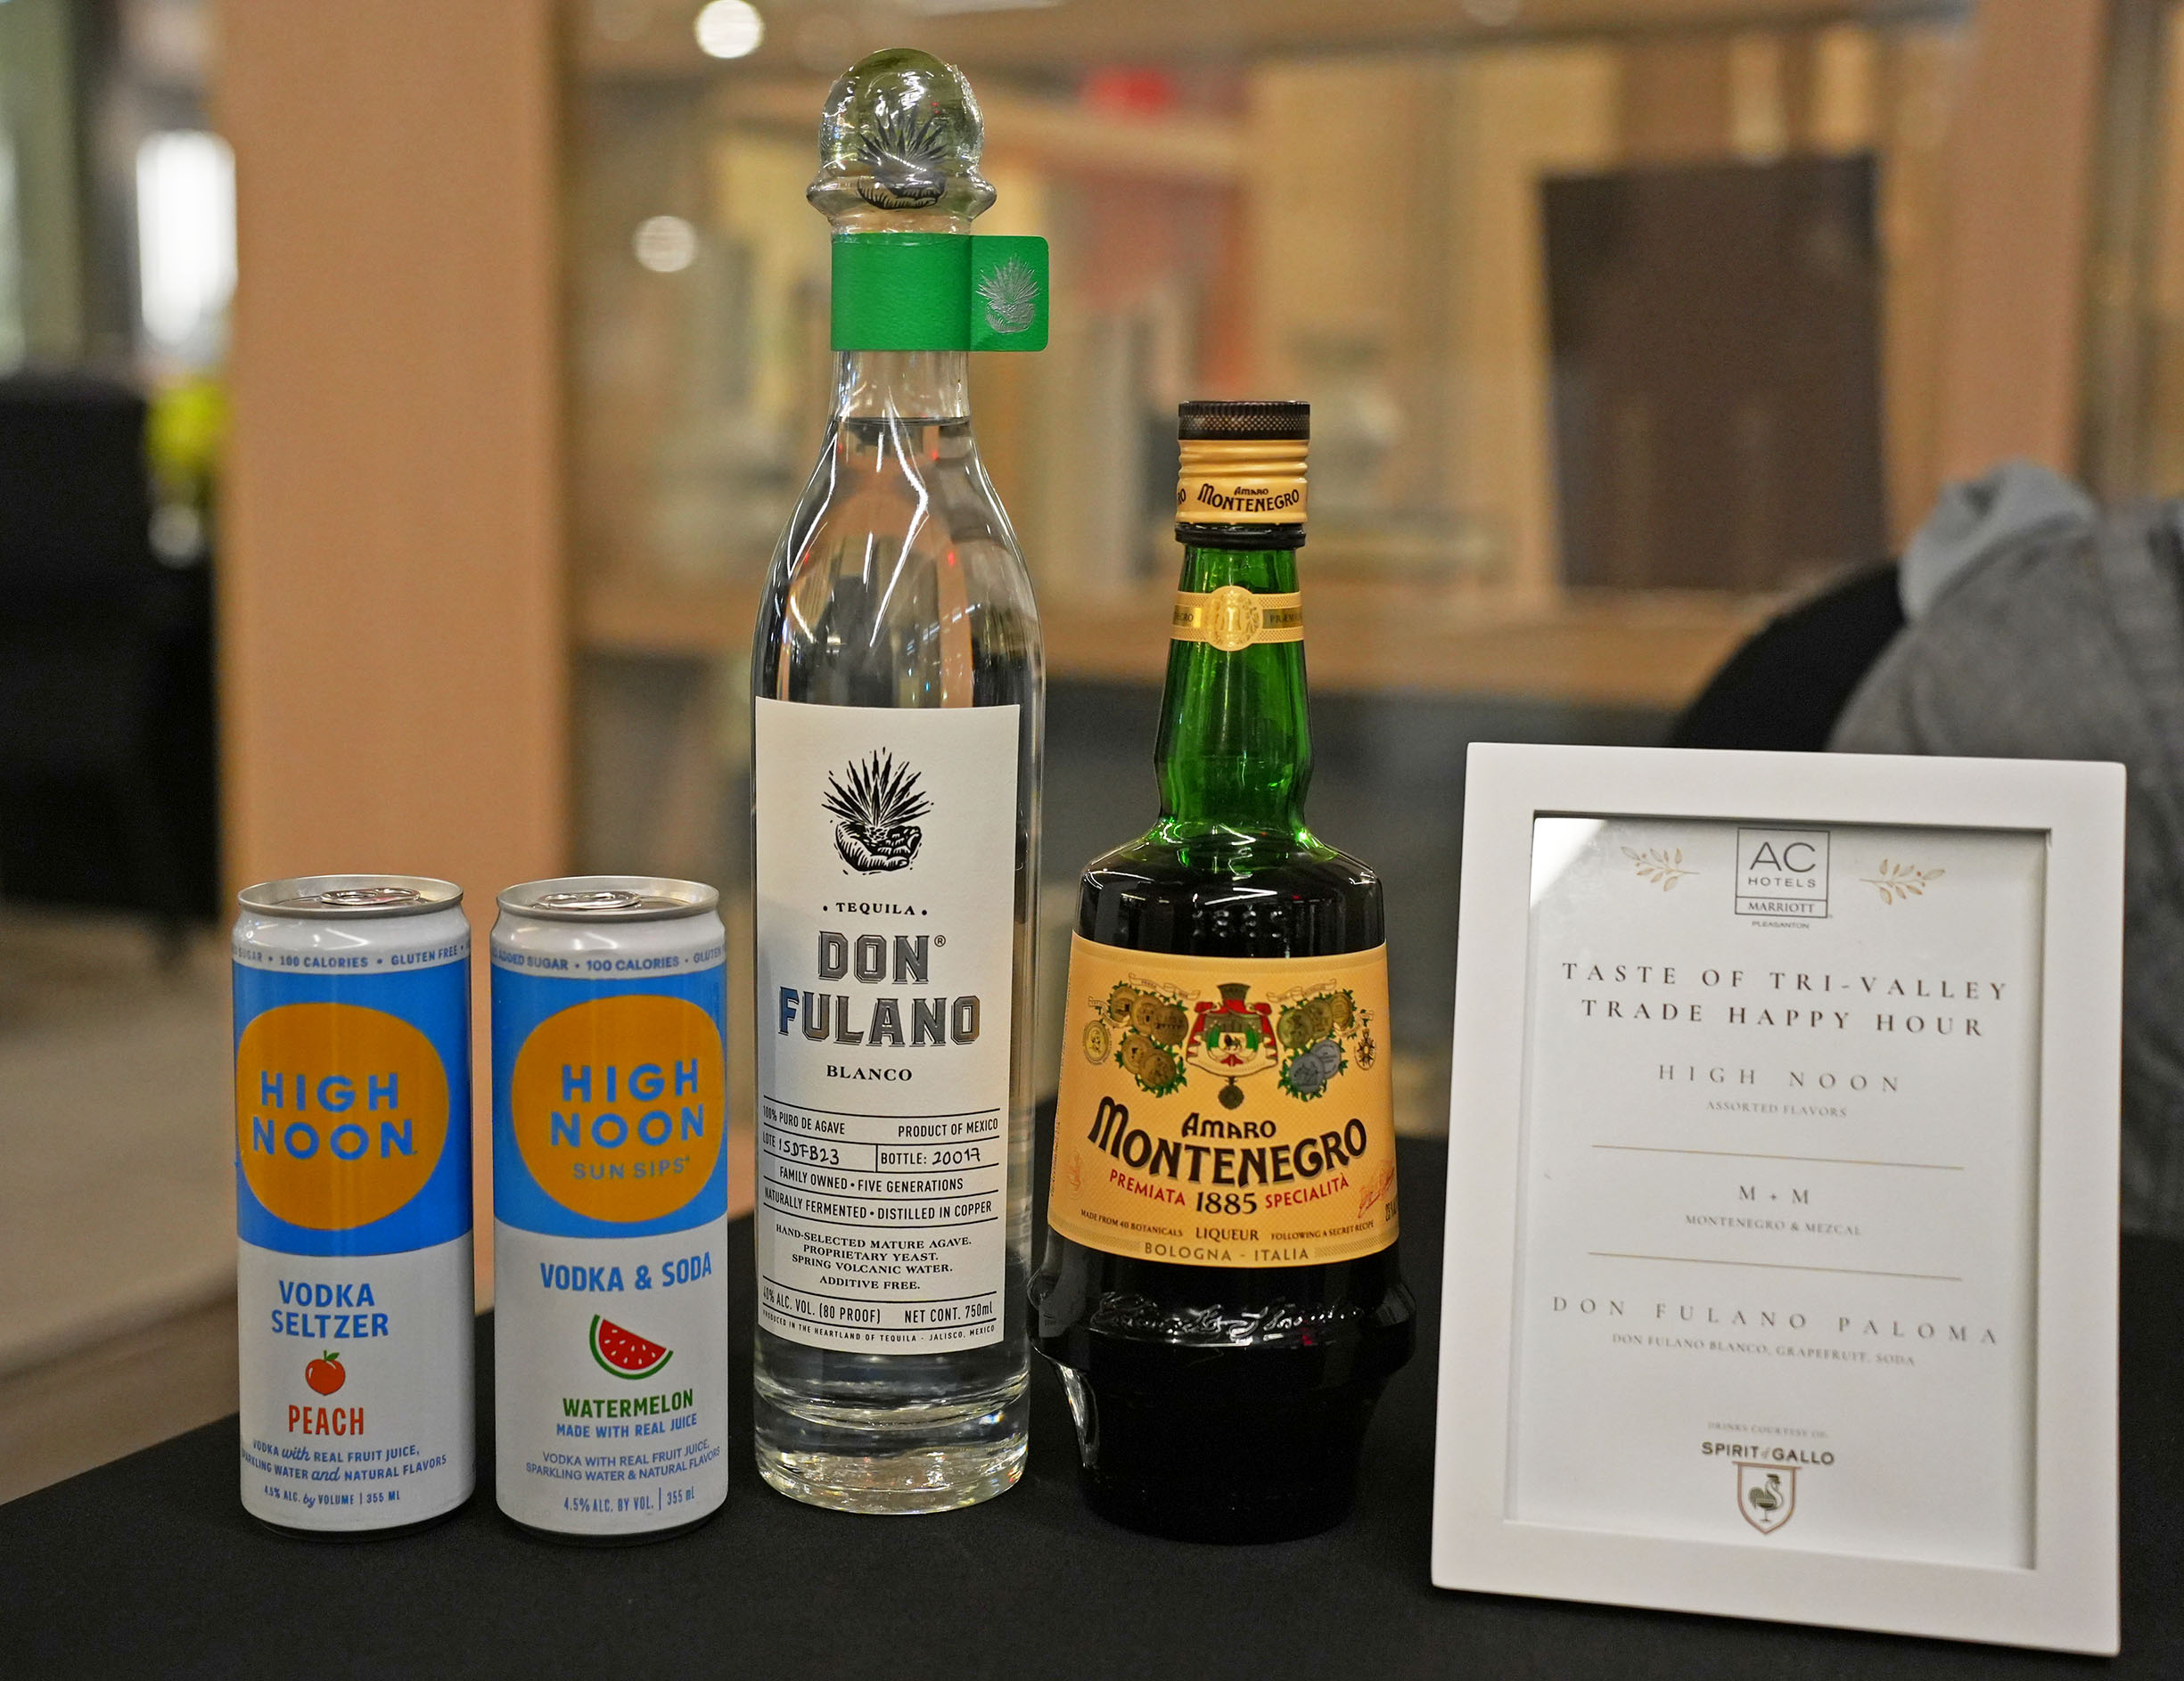 SUGAR • 100 CALORIES • GLUTEN FREE •
HIGH
NOON
VODKA
SELTZER
PEACH
VODKA with REAL FRUIT JUICE,
SPARKLING WATER and NATURAL FLAVORS
4.5% ALC. by VOLUME | 355 ML
ADDED SUGAR • 100 CALORIES • GLUTEN
HIGH
NOON
SUN SIPS
VODKA & SODA
WATERMELON
MADE WITH REAL JUICE
VODKA WITH REAL FRUIT JUICE,
SPARKLING WATER & NATURAL FLAVORS
4.5% ALC. BY VOL. | 355 ml
• TEQUILA •
DON®
FULANO
BLANCO
100% PURO DE AGAVE PRODUCT OF MEXICO
LOTE 15DFB23 BOTTLE: 20017
FAMILY OWNED • FIVE GENERATIONS
NATURALLY FERMENTED • DISTILLED IN COPPER
HAND-SELECTED MATURE AGAVE.
PROPRIETARY YEAST.
SPRING VOLCANIC WATER.
ADDITIVE FREE.
40% ALC. VOL. (80 PROOF) NET CONT. 750ml
PRODUCED IN THE HEARTLAND OF TEQUILA - JALISCO, MEXICO
AMARO
MONTENEGRO
AMARO
MONTENEGRO
PREMIATA 1885 SPECIALITÀ
MADE FROM 40 BOTANICALS LIQUEUR FOLLOWING A SECRET RECIPE
BOLOGNA - ITALIA
AC
HOTELS
MARRIOTT
PLEASANTON
TASTE OF TRI-VALLEY
TRADE HAPPY HOUR
HIGH NOON
ASSORTED FLAVORS
M + M
MONTENEGRO & MEZCAL
DON FULANO PALOMA
DON FULANO BLANCO, GRAPEFRUIT, SODA
DRINKS COURTESY OF:
SPIRIT of GALLO